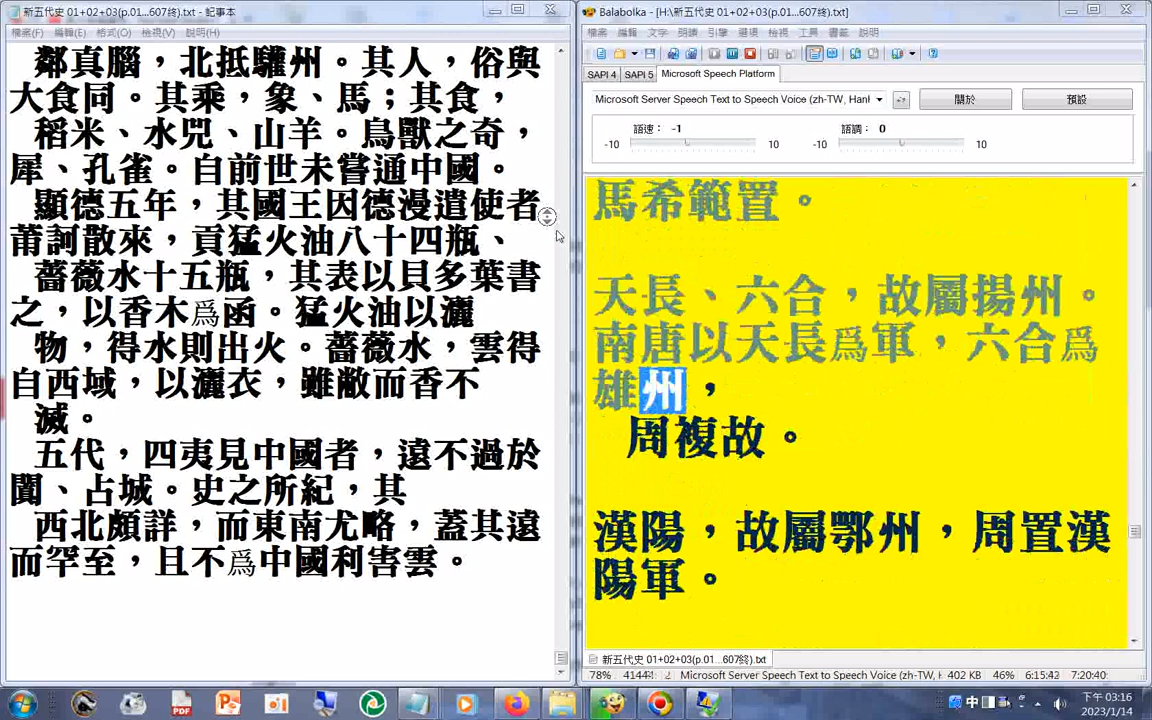 新五代史 01+02+03(p.01...607終).txt - 記事本
檔案(F) 編輯(E) 格式(O) 檢視(V) 說明(H)
鄰真臘，北抵驩州。其人，俗與
大食同。其乘，象、馬；其食，
稻米、水兕、山羊。鳥獸之奇，
犀、孔雀。自前世未嘗通中國。
顯德五年，其國王因德漫遣使者
莆訶散來，貢猛火油八十四瓶、
薔薇水十五瓶，其表以貝多葉書
之，以香木爲函。猛火油以灑
物，得水則出火。薔薇水，雲得
自西域，以灑衣，雖敝而香不
滅。
五代，四夷見中國者，遠不過於
闐、占城。史之所紀，其
西北頗詳，而東南尤略，蓋其遠
而罕至，且不爲中國利害雲。
Balabolka - [H:\新五代史 01+02+03(p.01...607終).txt]
檔案 編輯 文字 朗讀 引擎 選項 檢視 工具 書籤 說明
SAPI 4 SAPI 5 Microsoft Speech Platform
Microsoft Server Speech Text to Speech Voice (zh-TW, HanH
關於
預設
語速： -1
語調： 0
-10 10 -10 10
馬希範置。
天長、六合，故屬揚州。
南唐以天長爲軍，六合爲
雄州，
周複故。
漢陽，故屬鄂州，周置漢
陽軍。
新五代史 01+02+03(p.01...607終).txt
78% Microsoft Server Speech Text to Speech Voice (zh-TW, 402 KB 46% 6:15:42 7:20:40
中
下午 03:16
2023/1/14